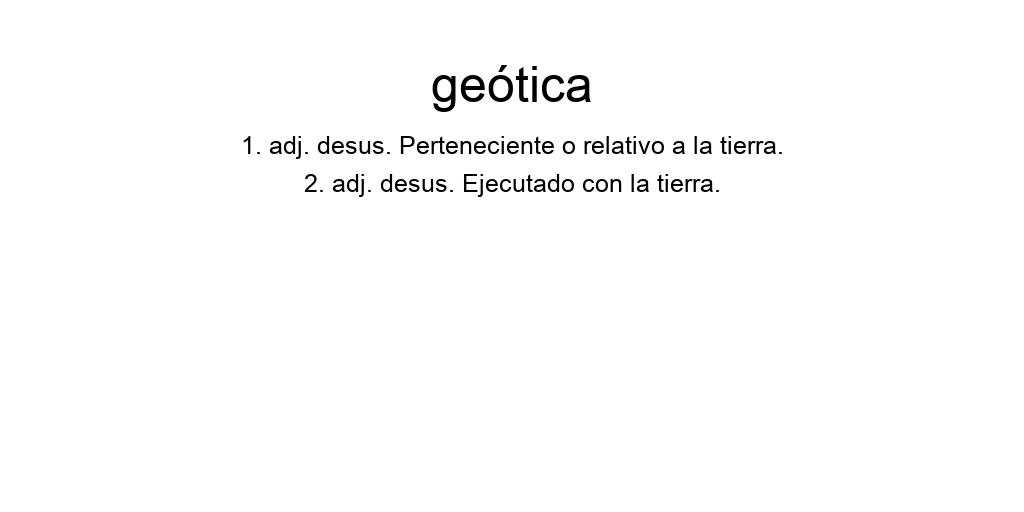 geótica
1. adj. desus. Perteneciente o relativo a la tierra.
2. adj. desus. Ejecutado con la tierra.